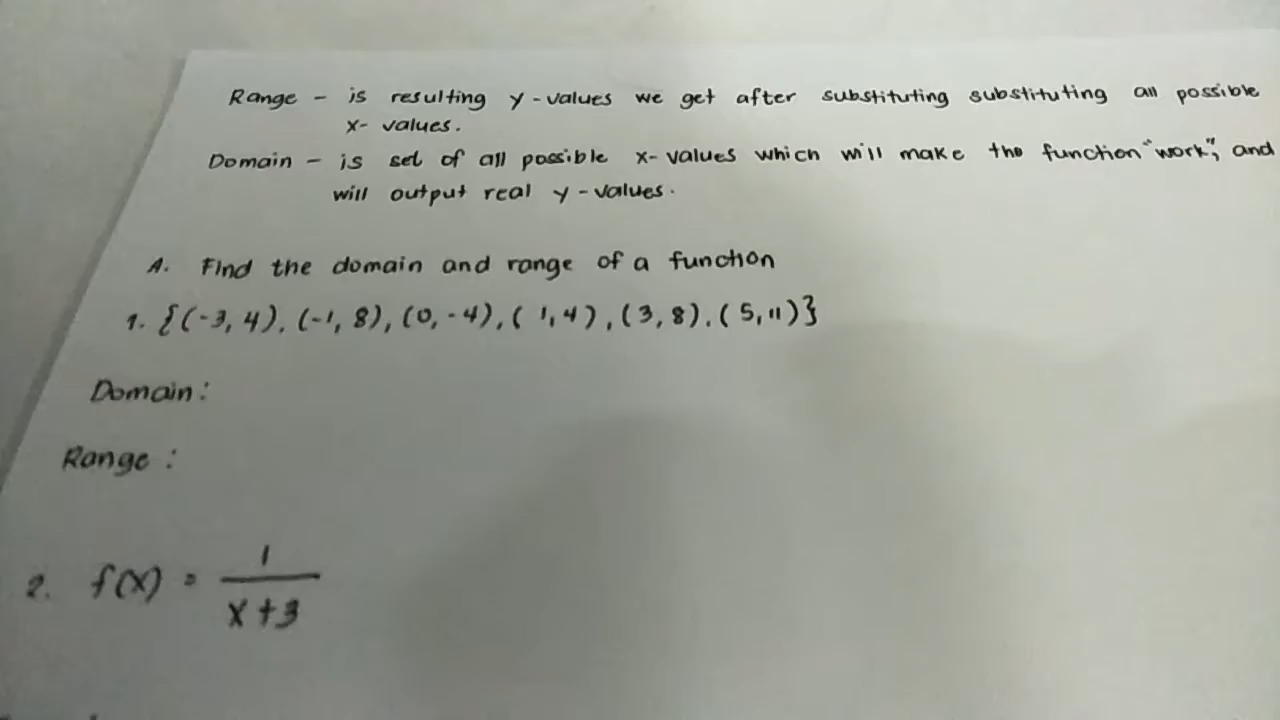 Range - is resulting y-values we get after substituting substituting all possible
x- values.
Domain - is set of all possible x-values which will make the function "work", and
will output real y-values.
A. Find the domain and range of a function
1. {(-3, 4), (-1, 8), (0, -4), (1,4), (3, 8), (5,11)}
Domain:
Range:
2. f(x) = 1/(x+3)